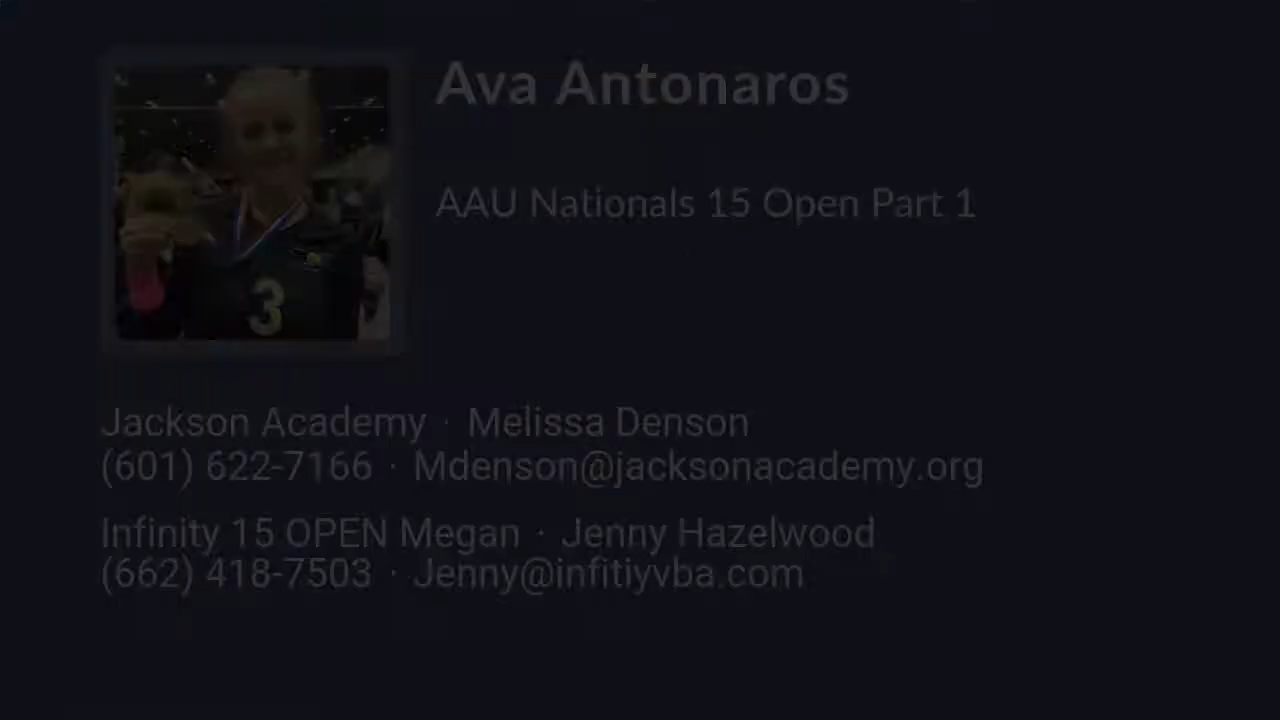 Ava Antonaros
AAU Nationals 15 Open Part 1
3
Jackson Academy · Melissa Denson
(601) 622-7166 · Mdenson@jacksonacademy.org
Infinity 15 OPEN Megan · Jenny Hazelwood
(662) 418-7503 · Jenny@infitiyvba.com